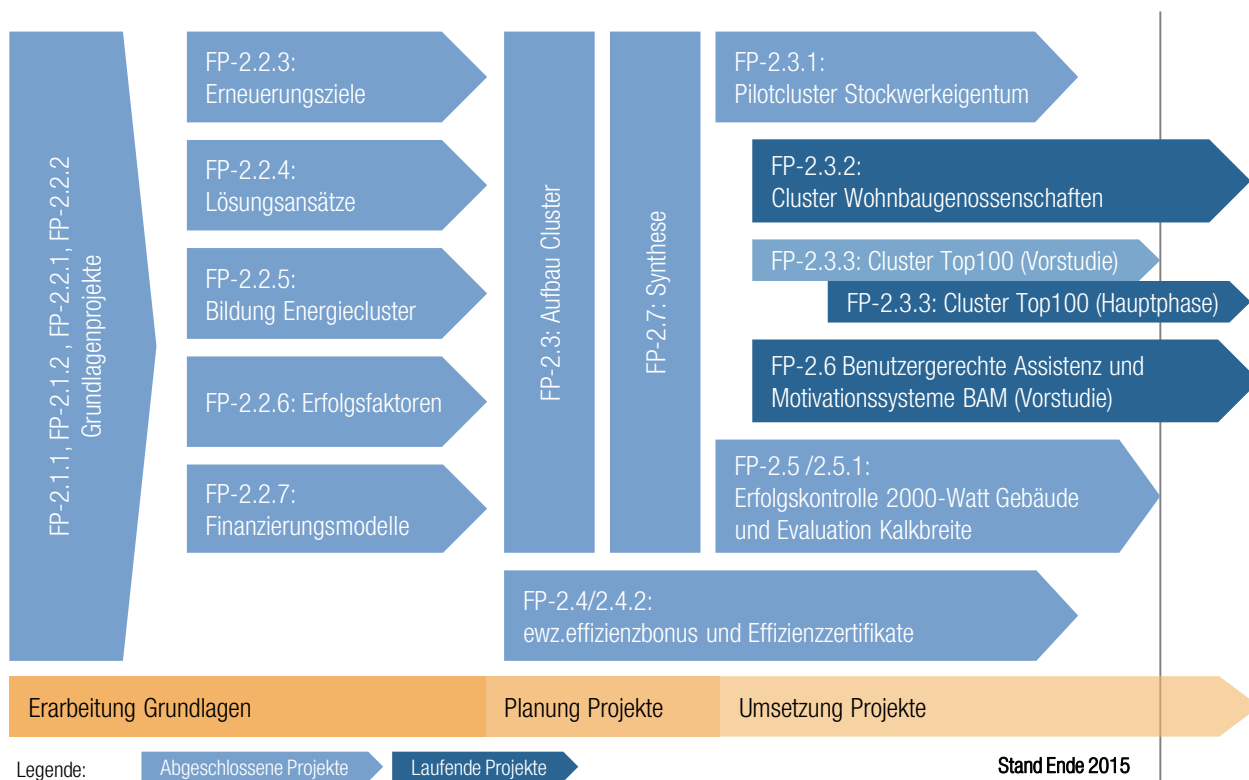 FP-2.1.1, FP-2.1.2 , FP-2.2.1, FP-2.2.2
Grundlagenprojekte
FP-2.2.3:
Erneuerungsziele
FP-2.2.4:
Lösungsansätze
FP-2.2.5:
Bildung Energiecluster
FP-2.2.6: Erfolgsfaktoren
FP-2.2.7:
Finanzierungsmodelle
FP-2.3: Aufbau Cluster
FP-2.7: Synthese
FP-2.3.1:
Pilotcluster Stockwerkeigentum
FP-2.3.2:
Cluster Wohnbaugenossenschaften
FP-2.3.3: Cluster Top100 (Vorstudie)
FP-2.3.3: Cluster Top100 (Hauptphase)
FP-2.6 Benutzergerechte Assistenz und
Motivationssysteme BAM (Vorstudie)
FP-2.5 /2.5.1:
Erfolgskontrolle 2000-Watt Gebäude
und Evaluation Kalkbreite
FP-2.4/2.4.2:
ewz.effizienzbonus und Effizienzzertifikate
Erarbeitung Grundlagen
Planung Projekte
Umsetzung Projekte
Legende:
Abgeschlossene Projekte
Laufende Projekte
Stand Ende 2015